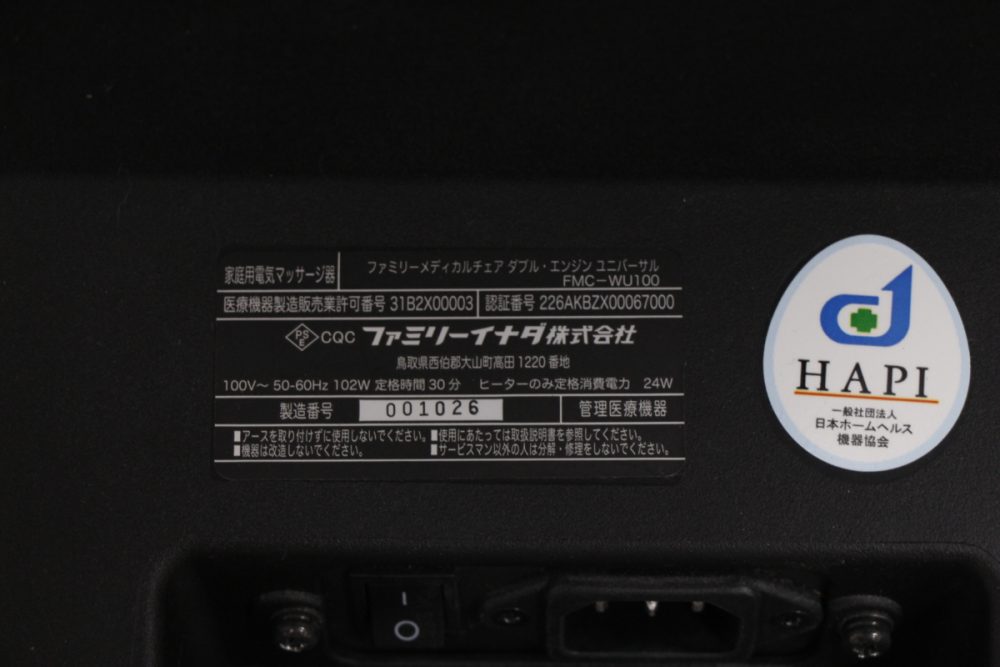 家庭用電気マッサージ器
ファミリーメディカルチェア ダブル・エンジン ユニバーサル
FMC-WU100
医療機器製造販売業許可番号 31B2X00003 認証番号 226AKBZX00067000
PS
E
CQC ファミリーイナダ株式会社
鳥取県西伯郡大山町高田1220番地
100V~ 50-60Hz 102W 定格時間30分 ヒーターのみ定格消費電力 24W
製造番号 001026 管理医療機器
■アースを取り付けずに使用しないでください。■使用にあたっては取扱説明書を参照してください。
■機器は改造しないでください。 ■サービスマン以外の人は分解・修理をしないでください。
HAPI
一般社団法人
日本ホームヘルス
機器協会